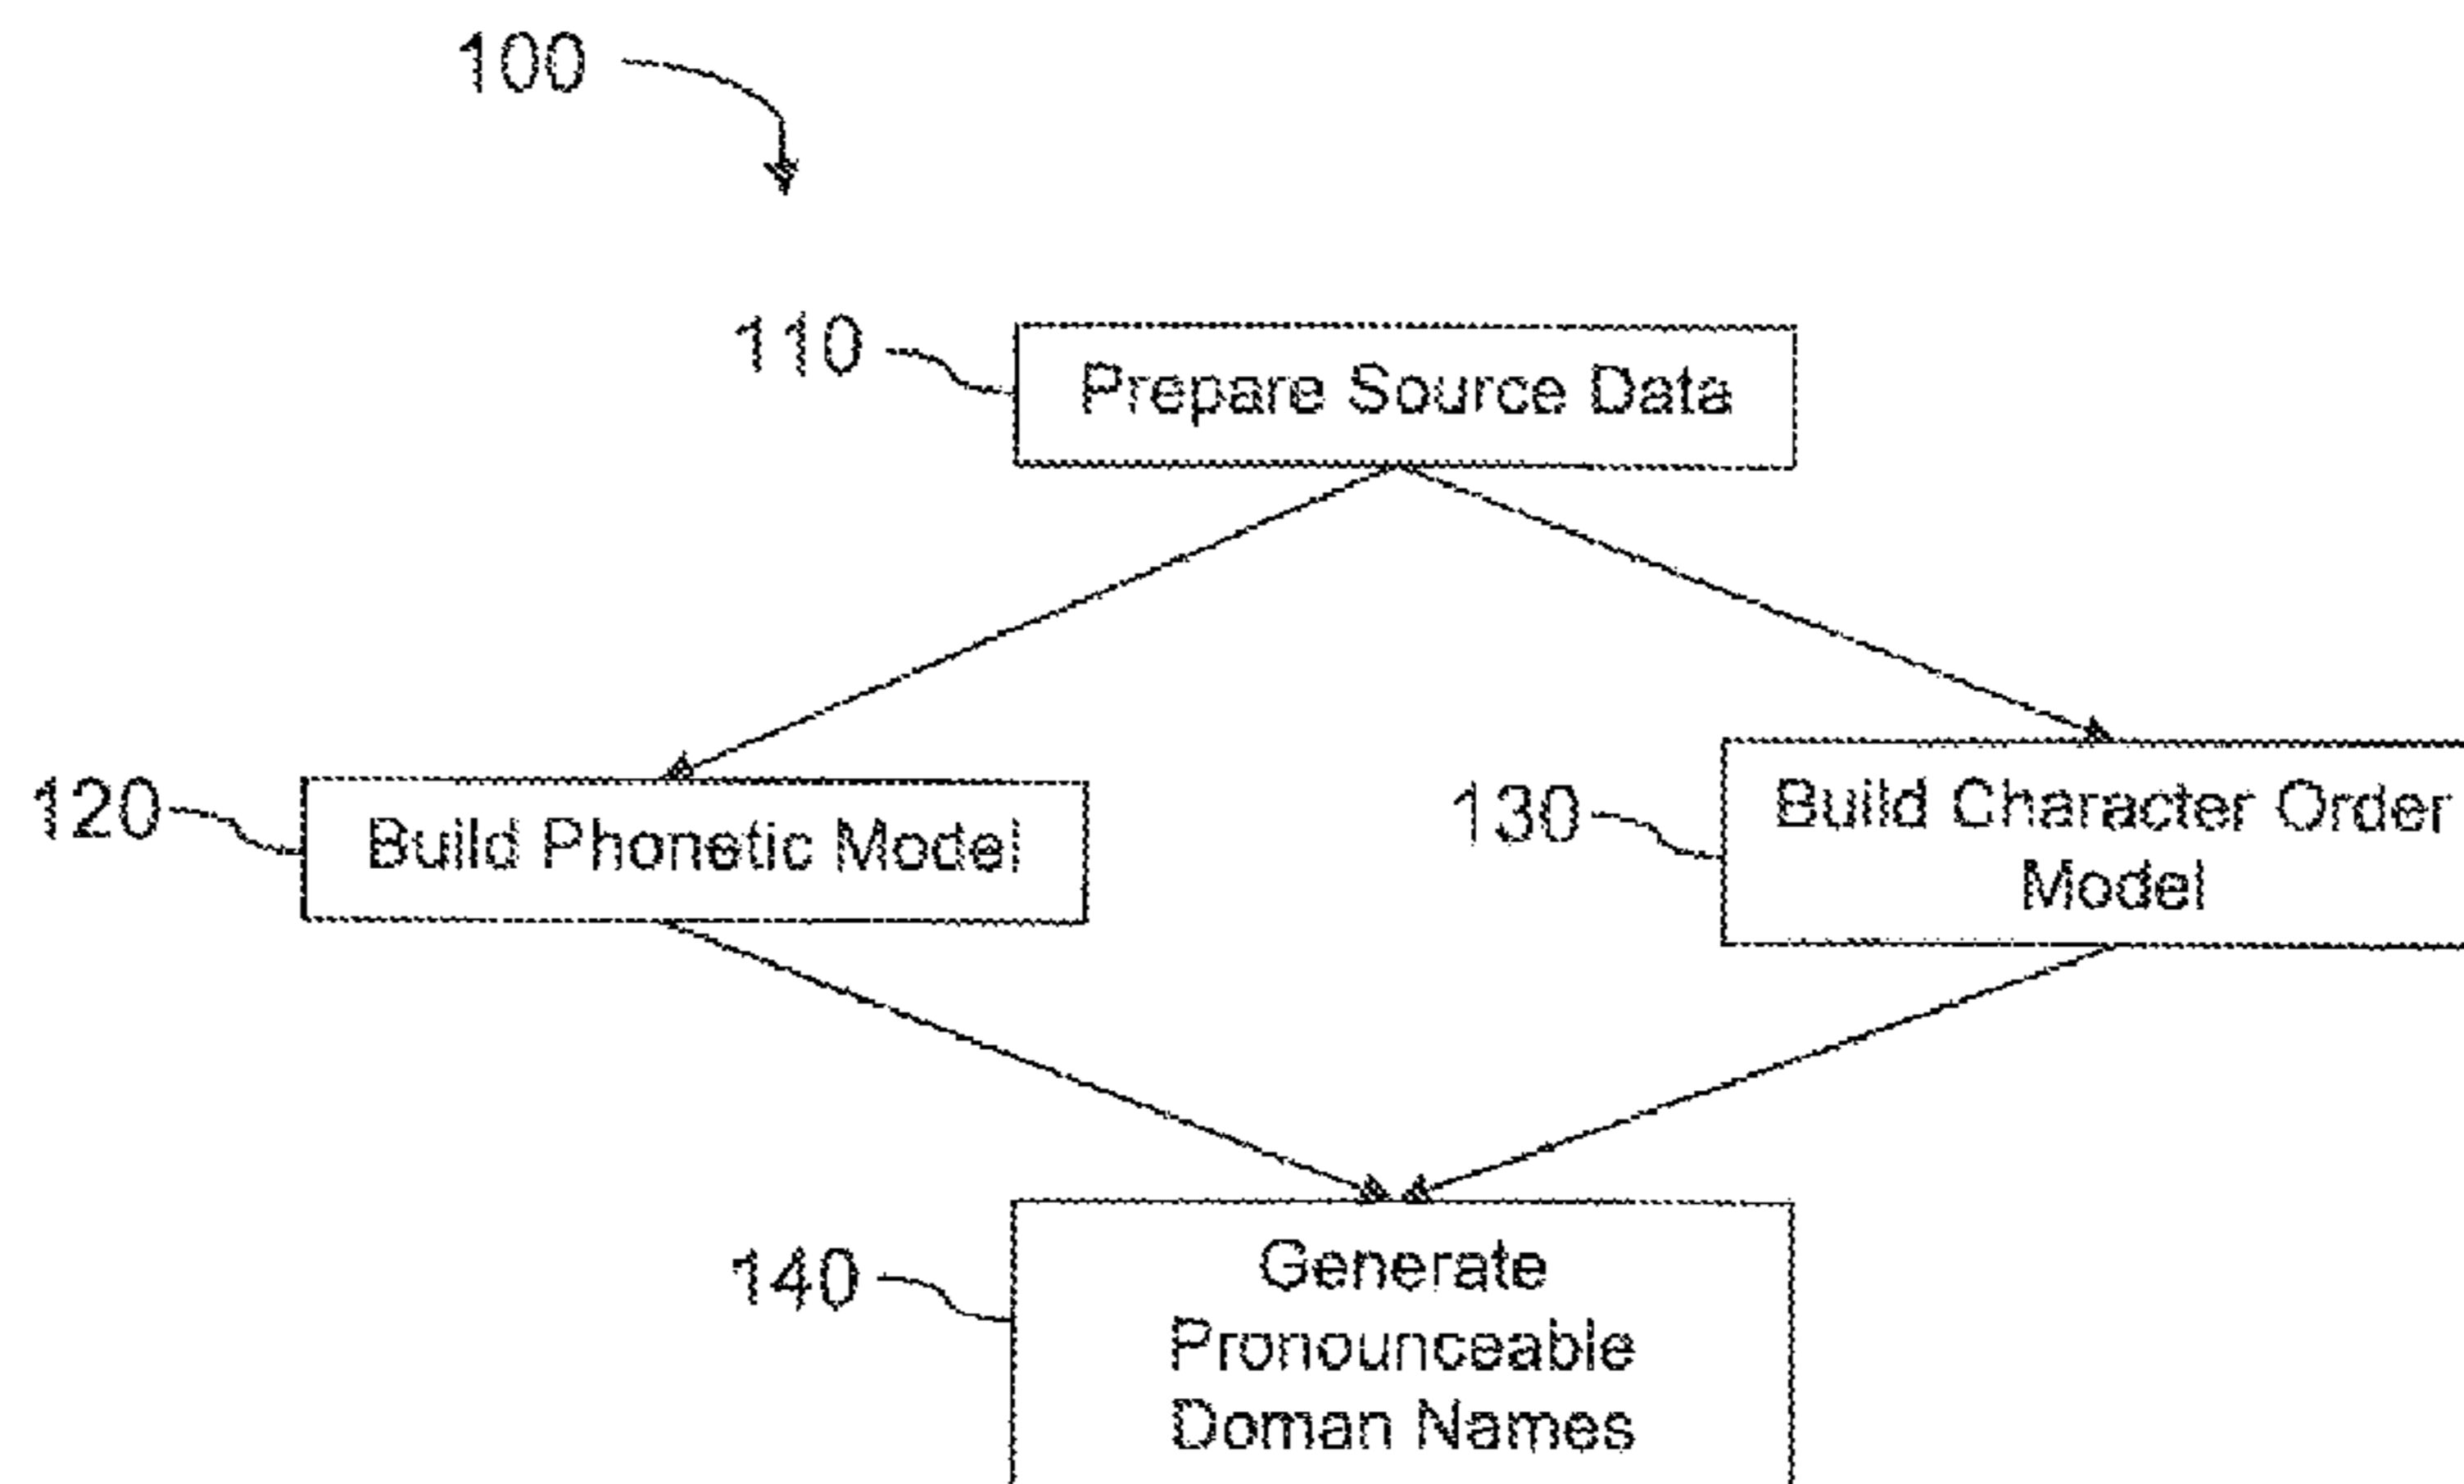 100
110
Prepare Source Data
120
Build Phonetic Model
130
Build Character Order
Model
140
Generate
Pronounceable
Doman Names